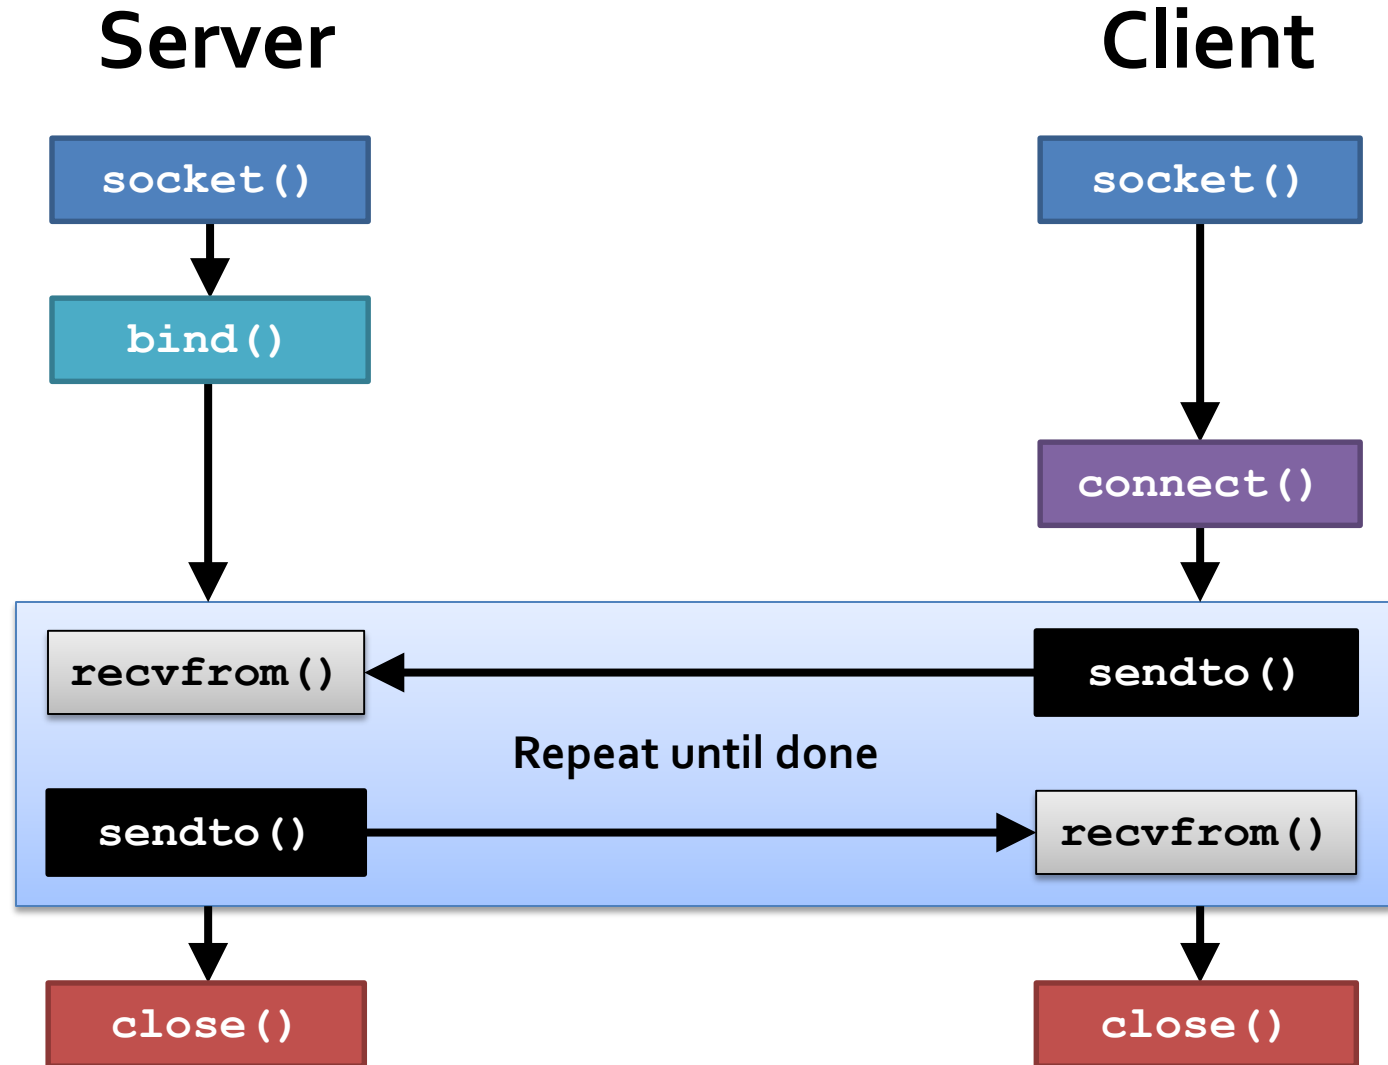 Server
Client
socket()
socket()
bind()
connect()
recvfrom()
sendto()
Repeat until done
sendto()
recvfrom()
close()
close()